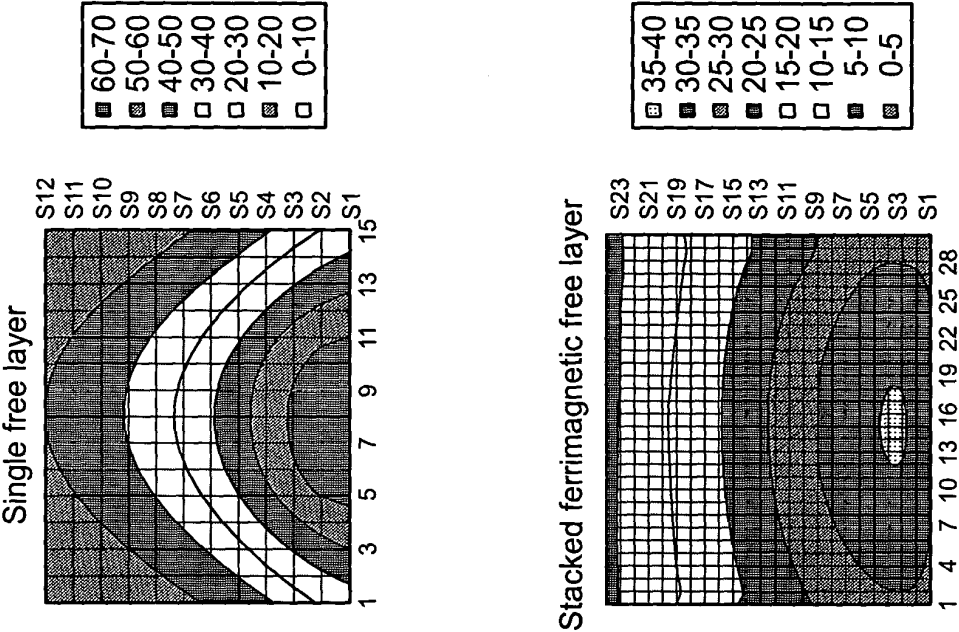 Single free layer
S12
S11
S10
S9
S8
S7
S6
S5
S4
S3
S2
S1
1 3 5 7 9 11 13 15
60-70
50-60
40-50
30-40
20-30
10-20
0-10
Stacked ferrimagnetic free layer
S23
S21
S19
S17
S15
S13
S11
S9
S7
S5
S3
S1
1 4 7 10 13 16 19 22 25 28
35-40
30-35
25-30
20-25
15-20
10-15
5-10
0-5